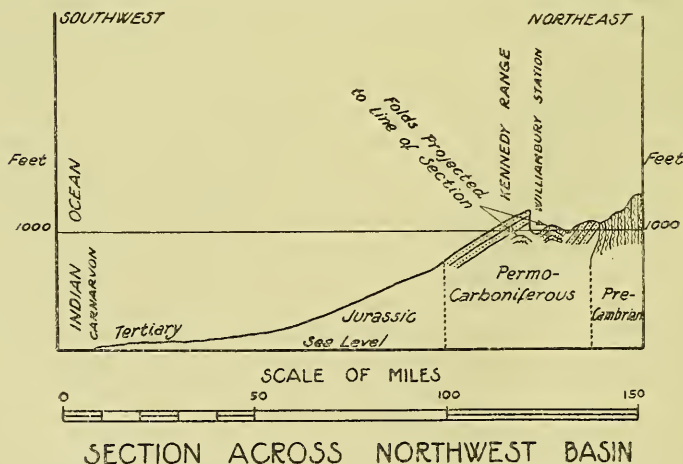 SOUTHWEST
NORTHEAST
Folds Projected
to Line of Section
KENNEDY RANGE
WILLIAMBURY STATION
Feet
Feet
1000
1000
INDIAN OCEAN
CARNARVON
Tertiary
Jurassic
Sea Level
Permo-
Carboniferous
Pre-
Cambrian
SCALE OF MILES
0 50 100 150
SECTION ACROSS NORTHWEST BASIN